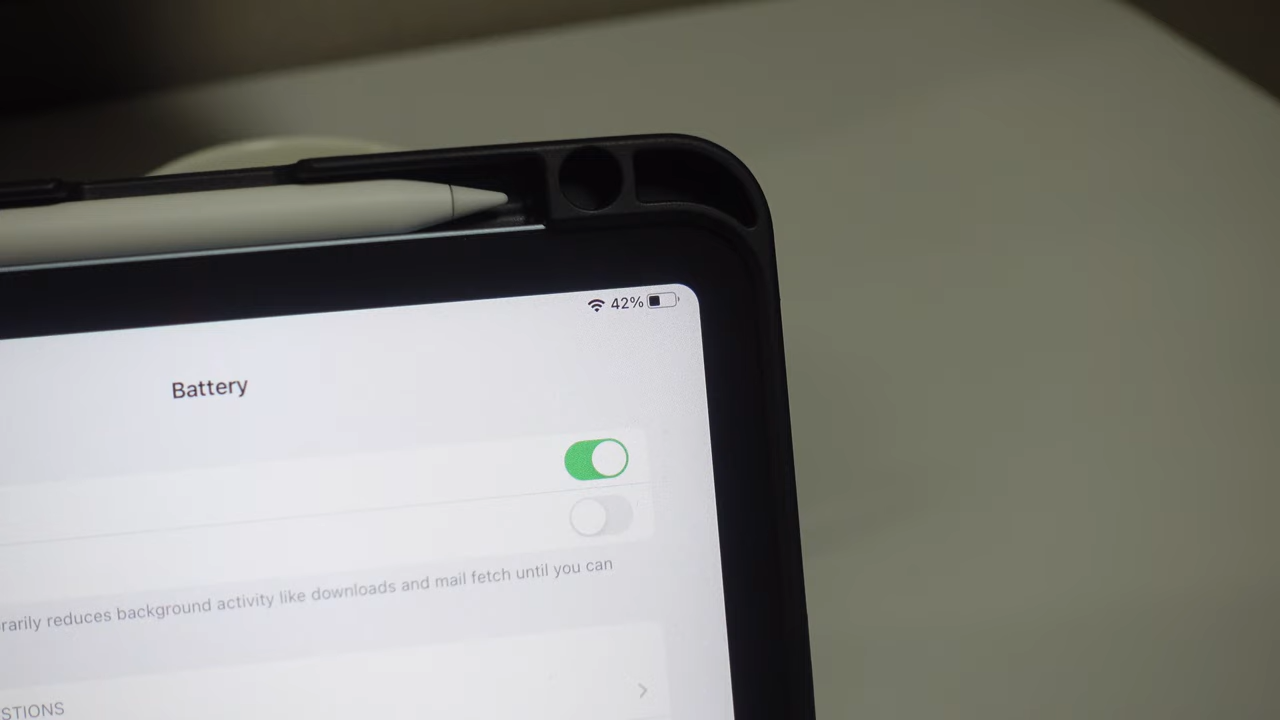 42%
Battery
rarily reduces background activity like downloads and mail fetch until you can
STIONS